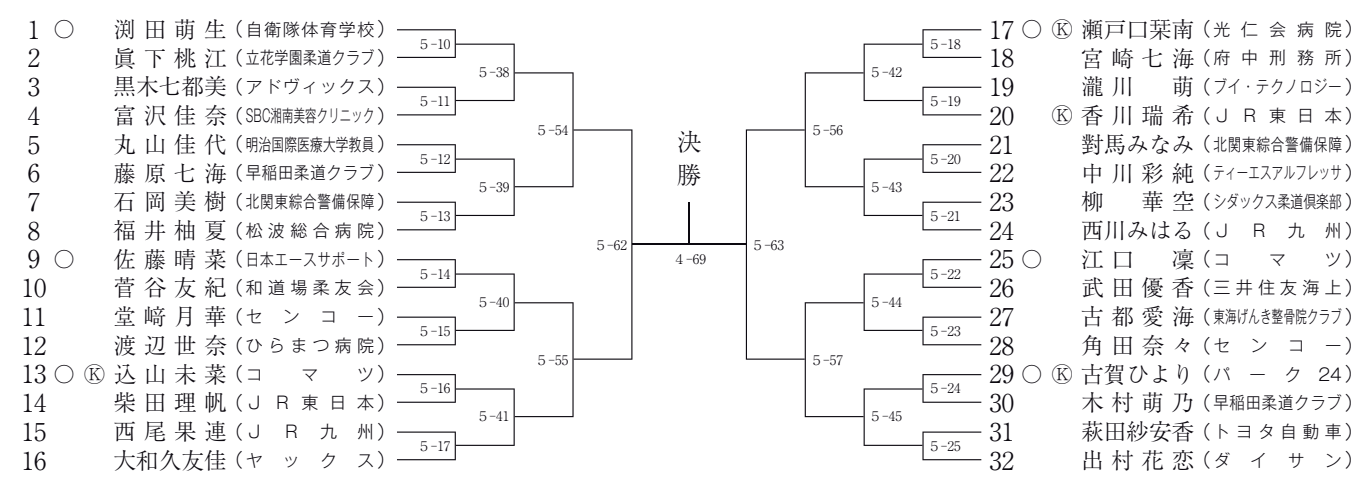 1 ○ 渕田萌生（自衛隊体育学校）
2 眞下桃江（立花学園柔道クラブ）
3 黒木七都美（アドヴィックス）
4 富沢佳奈（SBC湘南美容クリニック）
5 丸山佳代（明治国際医療大学教員）
6 藤原七海（早稲田柔道クラブ）
7 石岡美樹（北関東綜合警備保障）
8 福井柚夏（松波総合病院）
9 ○ 佐藤晴菜（日本エースサポート）
10 菅谷友紀（和道場柔友会）
11 堂﨑月華（センコー）
12 渡辺世奈（ひらまつ病院）
13 ○ Ⓚ 込山未菜（コマツ）
14 柴田理帆（JR東日本）
15 西尾果連（JR九州）
16 大和久友佳（ヤックス）
5-10
5-11
5-12
5-13
5-14
5-15
5-16
5-17
5-38
5-39
5-40
5-41
5-54
5-55
5-62
決勝
4-69
5-63
5-56
5-57
5-42
5-43
5-44
5-45
5-18
5-19
5-20
5-21
5-22
5-23
5-24
5-25
17 ○ Ⓚ 瀬戸口栞南（光仁会病院）
18 宮崎七海（府中刑務所）
19 瀧川萌（ブイ・テクノロジー）
20 Ⓚ 香川瑞希（JR東日本）
21 對馬みなみ（北関東綜合警備保障）
22 中川彩純（ティーエスアルフレッサ）
23 柳華空（シダックス柔道倶楽部）
24 西川みはる（JR九州）
25 ○ 江口凜（コマツ）
26 武田優香（三井住友海上）
27 古都愛海（東海げんき整骨院クラブ）
28 角田奈々（センコー）
29 ○ Ⓚ 古賀ひより（パーク24）
30 木村萌乃（早稲田柔道クラブ）
31 萩田紗安香（トヨタ自動車）
32 出村花恋（ダイサン）